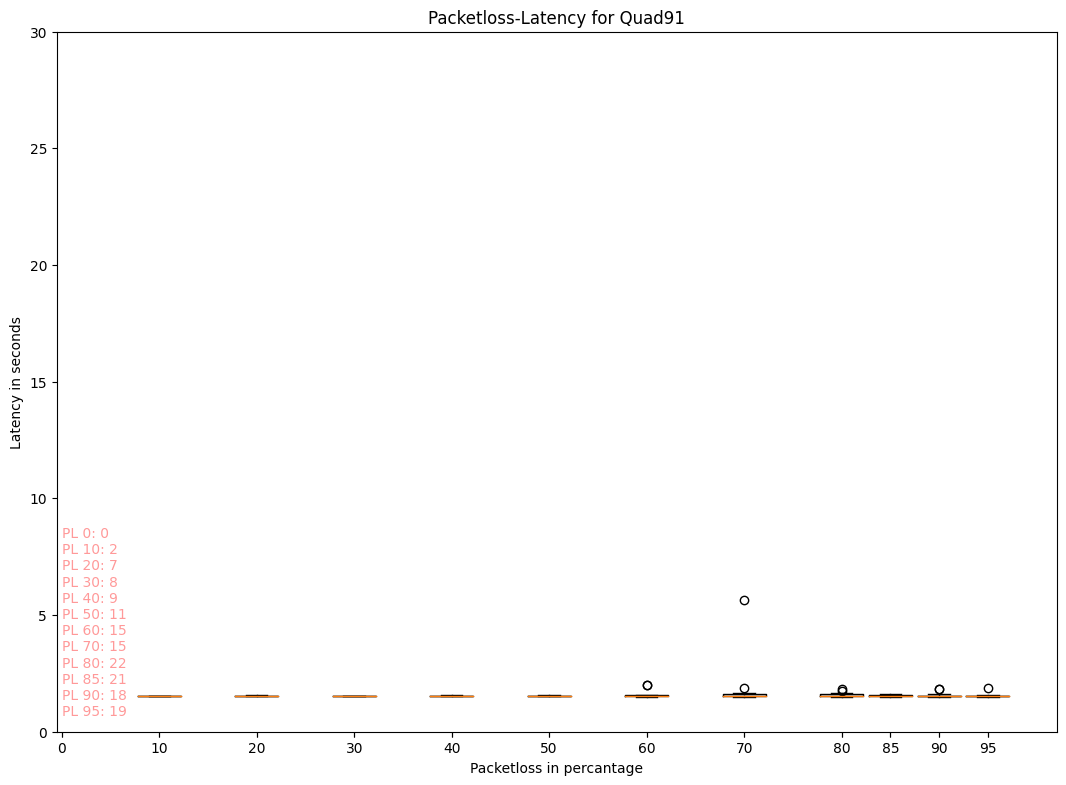 Packetloss-Latency for Quad91
30
25
20
15
10
5
0
Latency in seconds
PL 0: 0
PL 10: 2
PL 20: 7
PL 30: 8
PL 40: 9
PL 50: 11
PL 60: 15
PL 70: 15
PL 80: 22
PL 85: 21
PL 90: 18
PL 95: 19
0 10 20 30 40 50 60 70 80 85 90 95
Packetloss in percantage